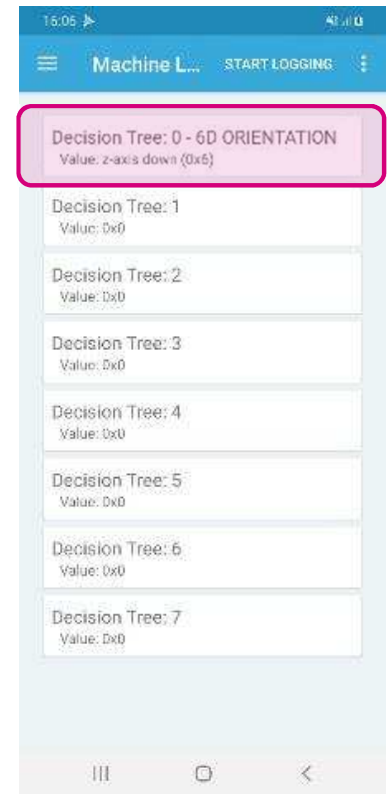 16:06
Machine L... START LOGGING
Decision Tree: 0 - 6D ORIENTATION
Value: z-axis down (0x6)
Decision Tree: 1
Value: 0x0
Decision Tree: 2
Value: 0x0
Decision Tree: 3
Value: 0x0
Decision Tree: 4
Value: 0x0
Decision Tree: 5
Value: 0x0
Decision Tree: 6
Value: 0x0
Decision Tree: 7
Value: 0x0